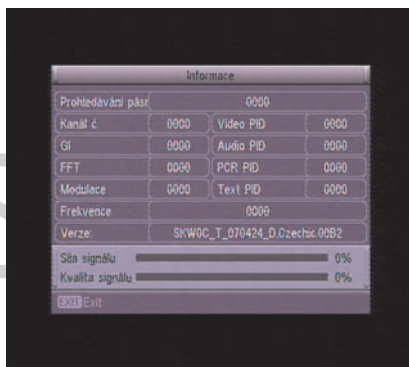 Informace
Prohledávání pásm 0000
Kanál č. 0000 Video PID 0000
GI 0000 Audio PID 0000
FFT 0000 PCR PID 0000
Modulace 0000 Text PID 0000
Frekvence 0000
Verze: SKW0C_T_070424_D.Czechic.00B2
Síla signálu 0%
Kvalita signálu 0%
EXIT Exit